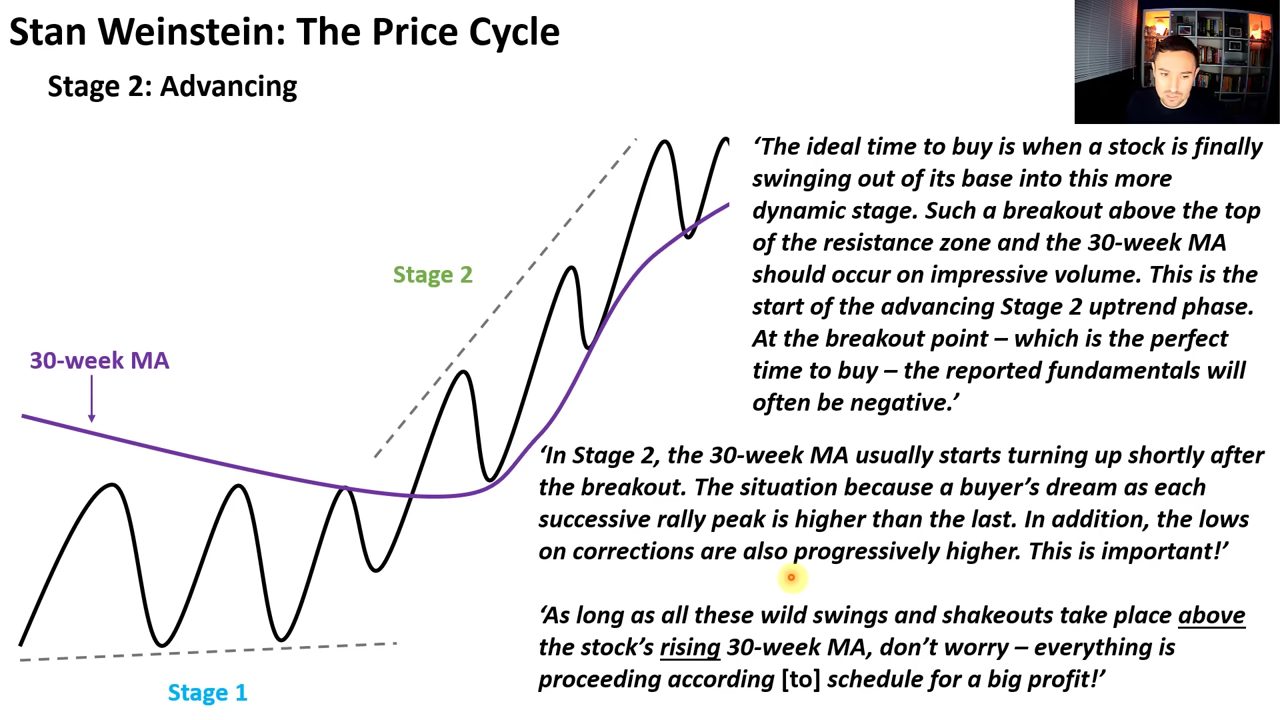 Stan Weinstein: The Price Cycle
Stage 2: Advancing
‘The ideal time to buy is when a stock is finally
swinging out of its base into this more
dynamic stage. Such a breakout above the top
of the resistance zone and the 30-week MA
should occur on impressive volume. This is the
start of the advancing Stage 2 uptrend phase.
At the breakout point – which is the perfect
time to buy – the reported fundamentals will
often be negative.’
Stage 2
30-week MA
‘In Stage 2, the 30-week MA usually starts turning up shortly after
the breakout. The situation because a buyer’s dream as each
successive rally peak is higher than the last. In addition, the lows
on corrections are also progressively higher. This is important!’
‘As long as all these wild swings and shakeouts take place above
the stock’s rising 30-week MA, don’t worry – everything is
proceeding according [to] schedule for a big profit!’
Stage 1